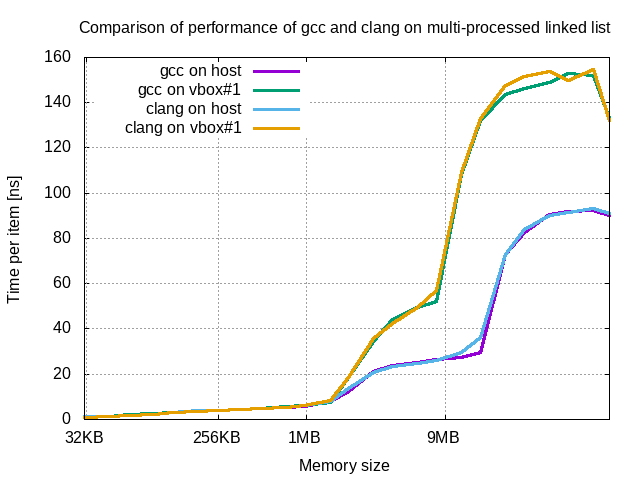 Comparison of performance of gcc and clang on multi-processed linked list
160
140
120
100
80
60
40
20
0
gcc on host
gcc on vbox#1
clang on host
clang on vbox#1
Time per item [ns]
32KB 256KB 1MB 9MB
Memory size